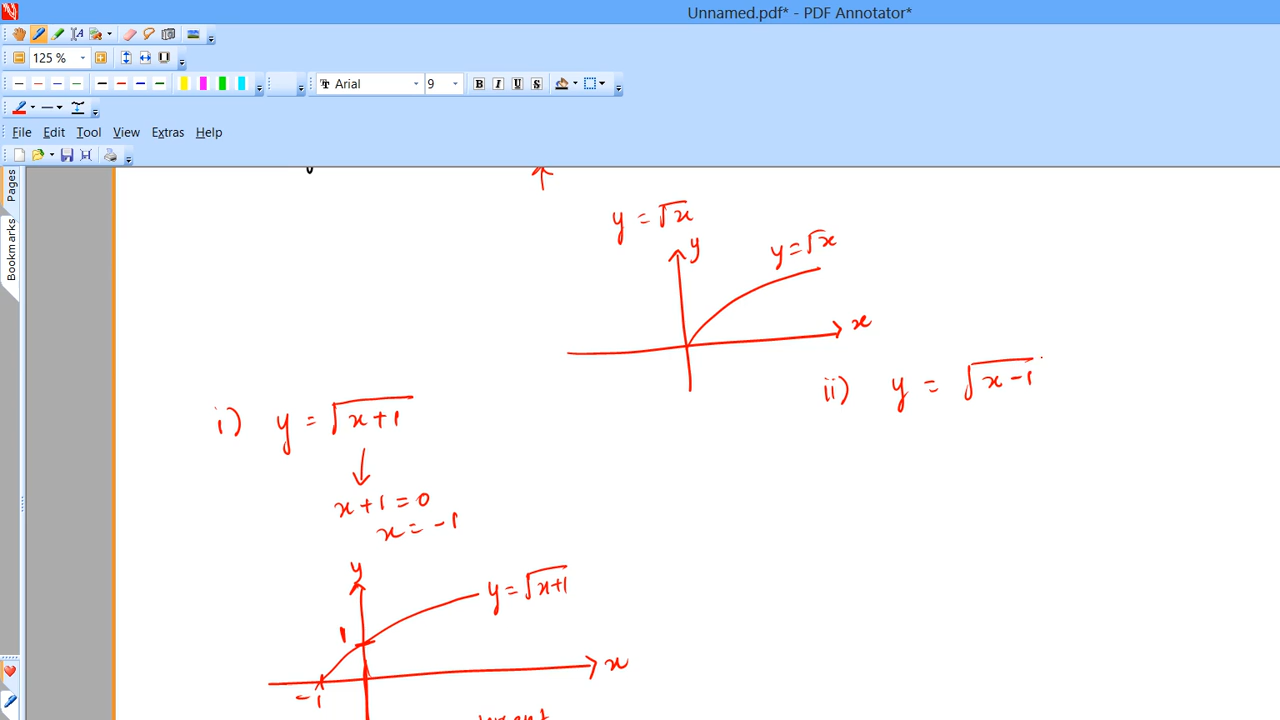 Unnamed.pdf* - PDF Annotator*
125 %
Arial 9 B I U S
File Edit Tool View Extras Help
Pages
Bookmarks
y = √x
y
y = √x
x
ii) y = √x-1
i) y = √x+1
x+1 = 0
x = -1
y
y = √x+1
1
x
-1